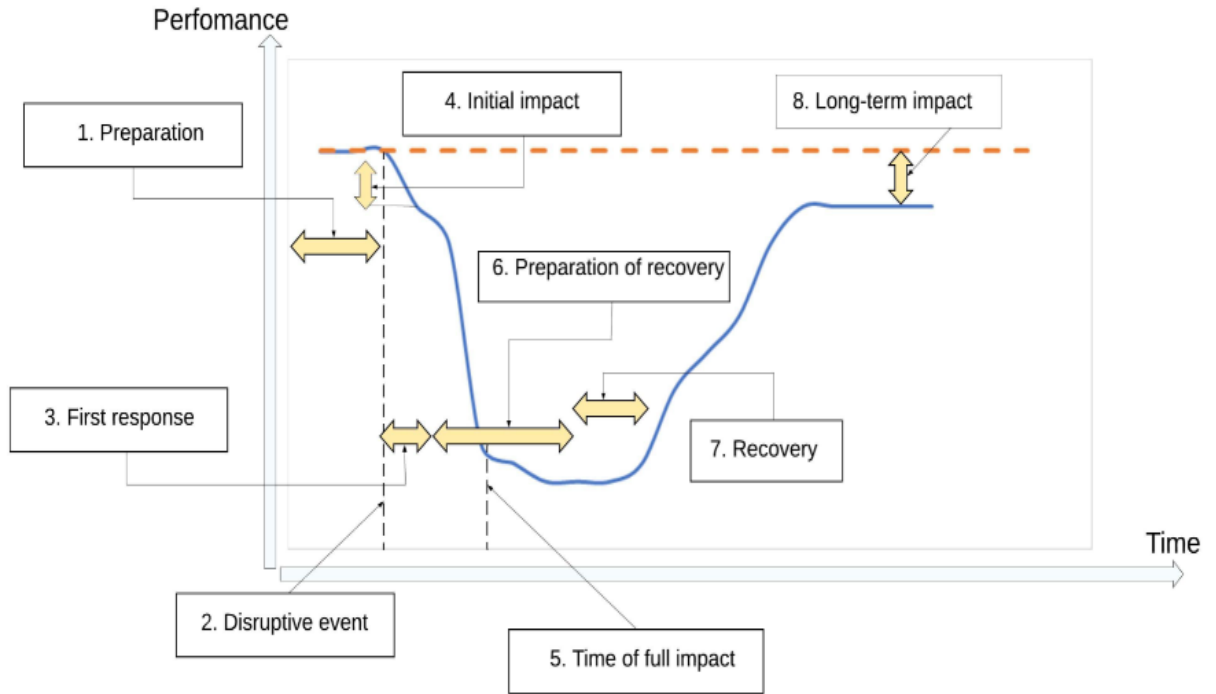 Perfomance
4. Initial impact
8. Long-term impact
1. Preparation
6. Preparation of recovery
3. First response
7. Recovery
Time
2. Disruptive event
5. Time of full impact